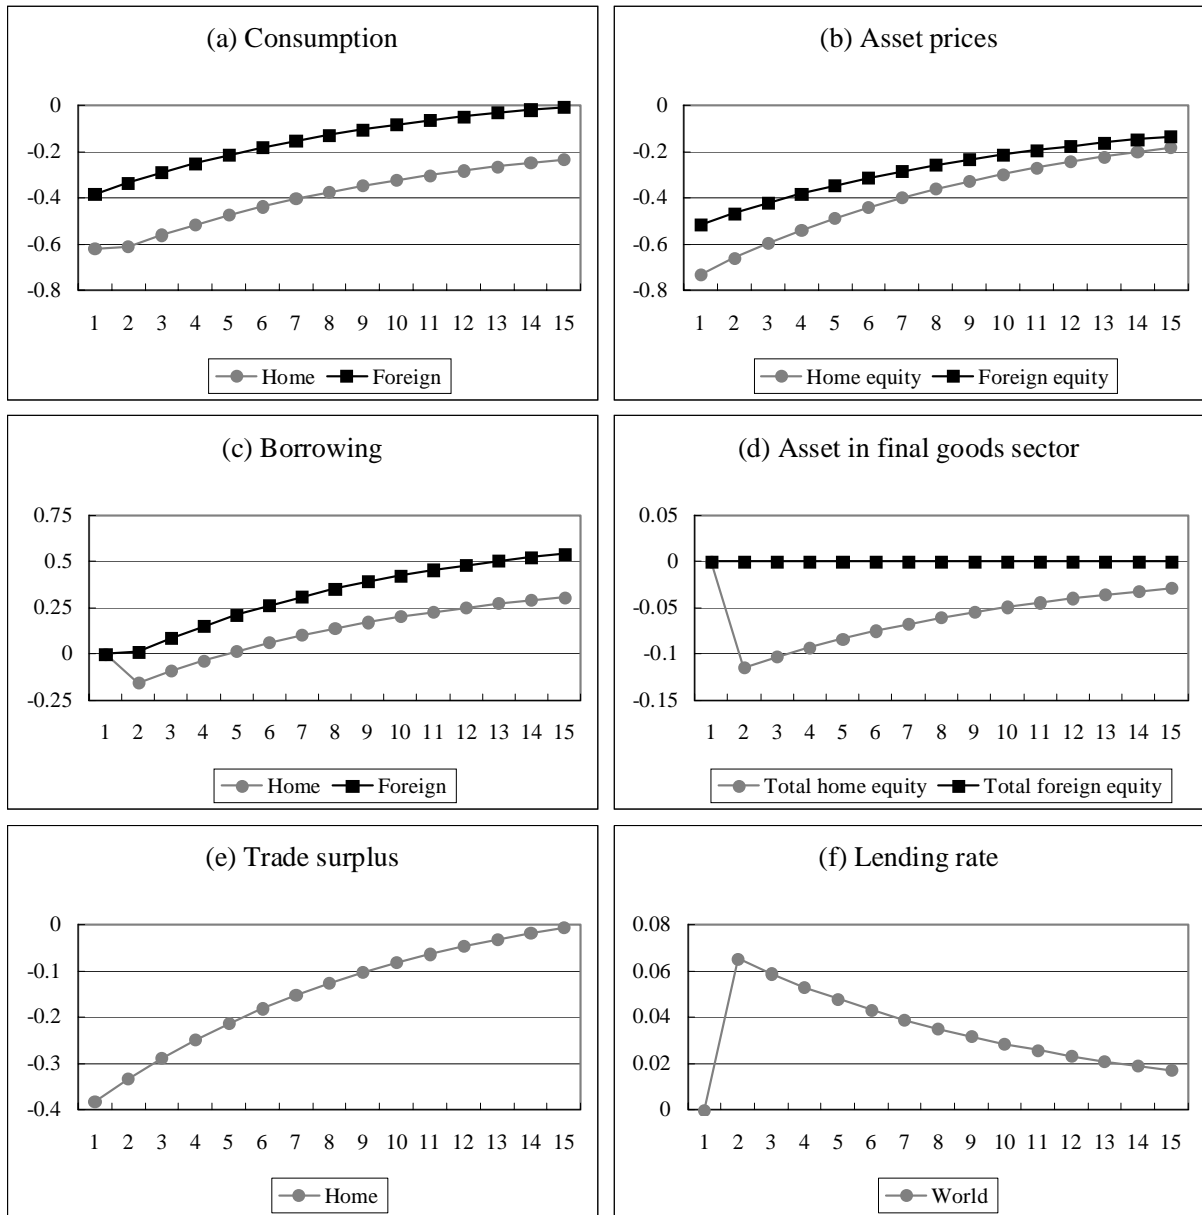 (a) Consumption
0
-0.2
-0.4
-0.6
-0.8
1 2 3 4 5 6 7 8 9 10 11 12 13 14 15
Home Foreign
(b) Asset prices
0
-0.2
-0.4
-0.6
-0.8
1 2 3 4 5 6 7 8 9 10 11 12 13 14 15
Home equity Foreign equity
(c) Borrowing
0.75
0.5
0.25
0
-0.25
1 2 3 4 5 6 7 8 9 10 11 12 13 14 15
Home Foreign
(d) Asset in final goods sector
0.05
0
-0.05
-0.1
-0.15
1 2 3 4 5 6 7 8 9 10 11 12 13 14 15
Total home equity Total foreign equity
(e) Trade surplus
0
-0.1
-0.2
-0.3
-0.4
1 2 3 4 5 6 7 8 9 10 11 12 13 14 15
Home
(f) Lending rate
0.08
0.06
0.04
0.02
0
1 2 3 4 5 6 7 8 9 10 11 12 13 14 15
World